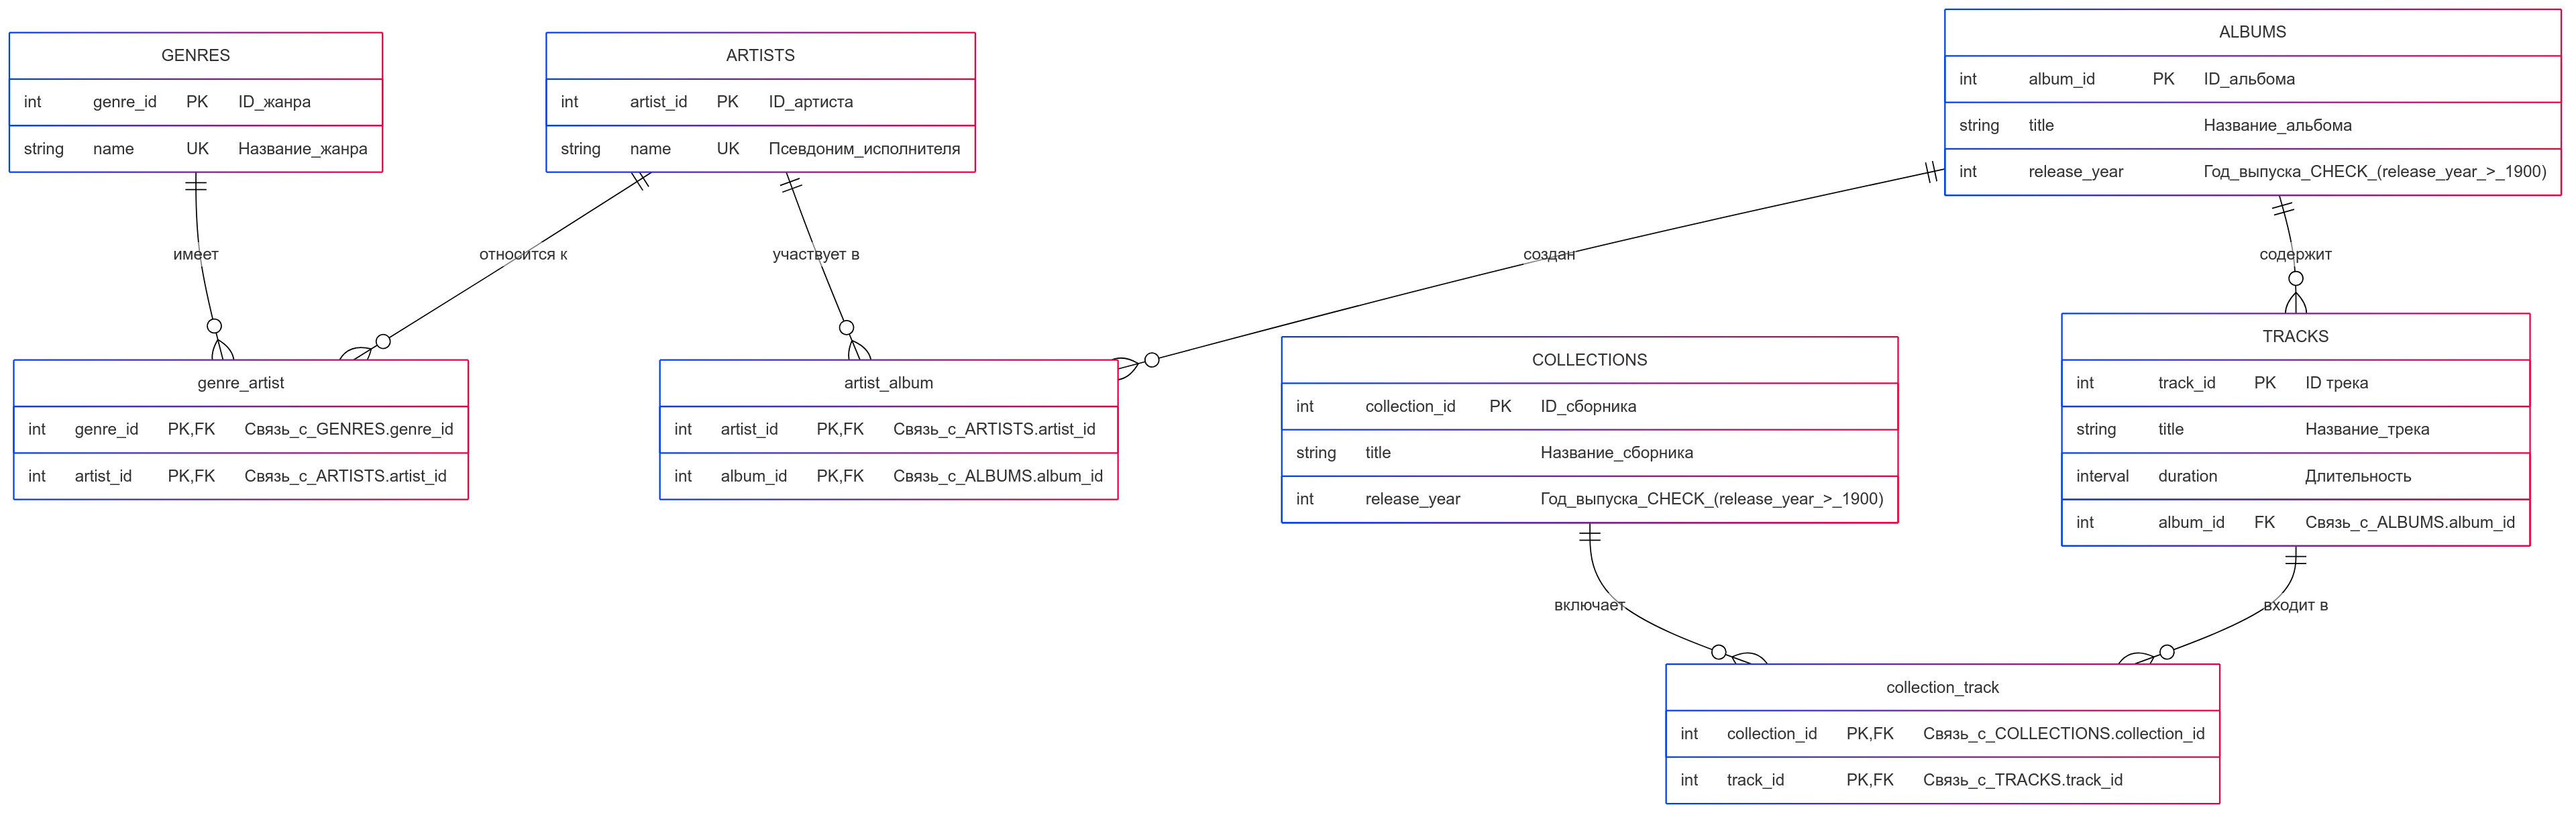 GENRES
int genre_id PK ID_жанра
string name UK Название_жанра
ARTISTS
int artist_id PK ID_артиста
string name UK Псевдоним_исполнителя
ALBUMS
int album_id PK ID_альбома
string title Название_альбома
int release_year Год_выпуска_CHECK_(release_year_>_1900)
имеет
относится к
участвует в
создан
содержит
genre_artist
int genre_id PK,FK Связь_с_GENRES.genre_id
int artist_id PK,FK Связь_с_ARTISTS.artist_id
artist_album
int artist_id PK,FK Связь_с_ARTISTS.artist_id
int album_id PK,FK Связь_с_ALBUMS.album_id
COLLECTIONS
int collection_id PK ID_сборника
string title Название_сборника
int release_year Год_выпуска_CHECK_(release_year_>_1900)
TRACKS
int track_id PK ID трека
string title Название_трека
interval duration Длительность
int album_id FK Связь_с_ALBUMS.album_id
включает
входит в
collection_track
int collection_id PK,FK Связь_с_COLLECTIONS.collection_id
int track_id PK,FK Связь_с_TRACKS.track_id